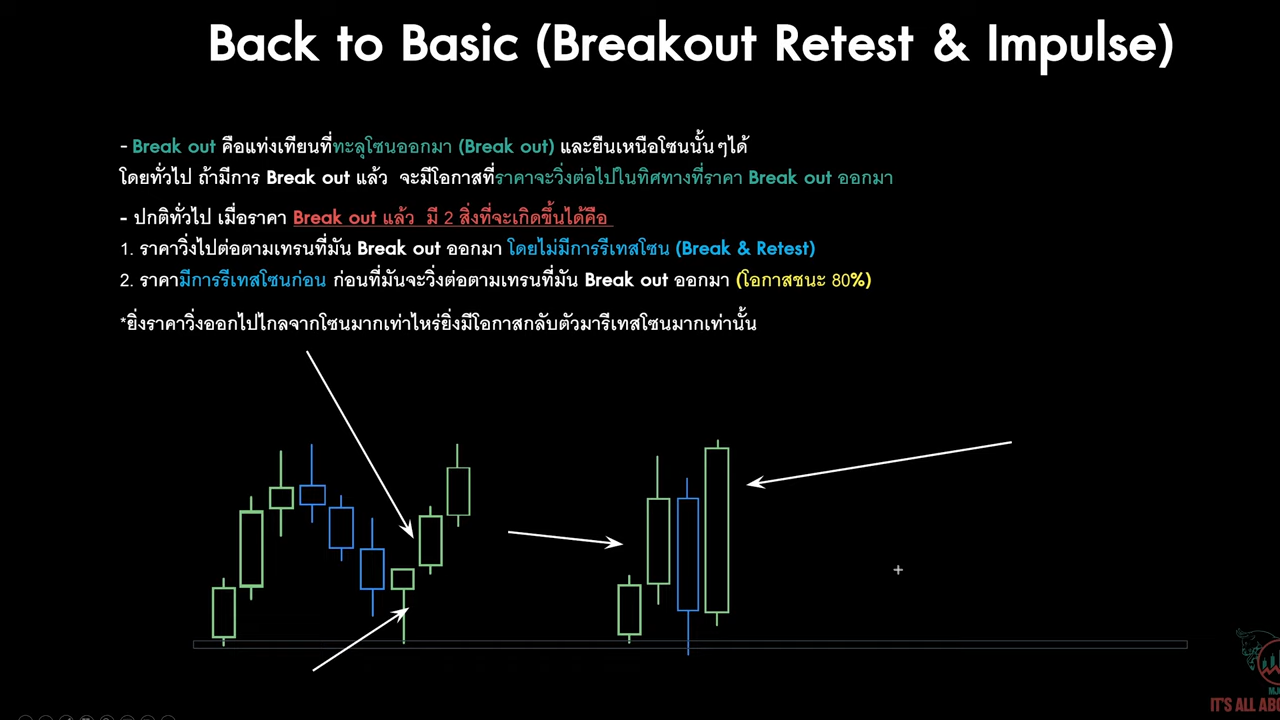 Back to Basic (Breakout Retest & Impulse)
- Break out คือแท่งเทียนที่ทะลุโซนออกมา (Break out) และยืนเหนือโซนนั้นๆได้
โดยทั่วไป ถ้ามีการ Break out แล้ว จะมีโอกาสที่ราคาจะวิ่งต่อไปในทิศทางที่ราคา Break out ออกมา
- ปกติทั่วไป เมื่อราคา Break out แล้ว มี 2 สิ่งที่จะเกิดขึ้นได้คือ
1. ราคาวิ่งไปต่อตามเทรนที่มัน Break out ออกมา โดยไม่มีการรีเทสโซน (Break & Retest)
2. ราคามีการรีเทสโซนก่อน ก่อนที่มันจะวิ่งต่อตามเทรนที่มัน Break out ออกมา (โอกาสชนะ 80%)
*ยิ่งราคาวิ่งออกไปไกลจากโซนมากเท่าไหร่ยิ่งมีโอกาสกลับตัวมารีเทสโซนมากเท่านั้น
IT'S ALL